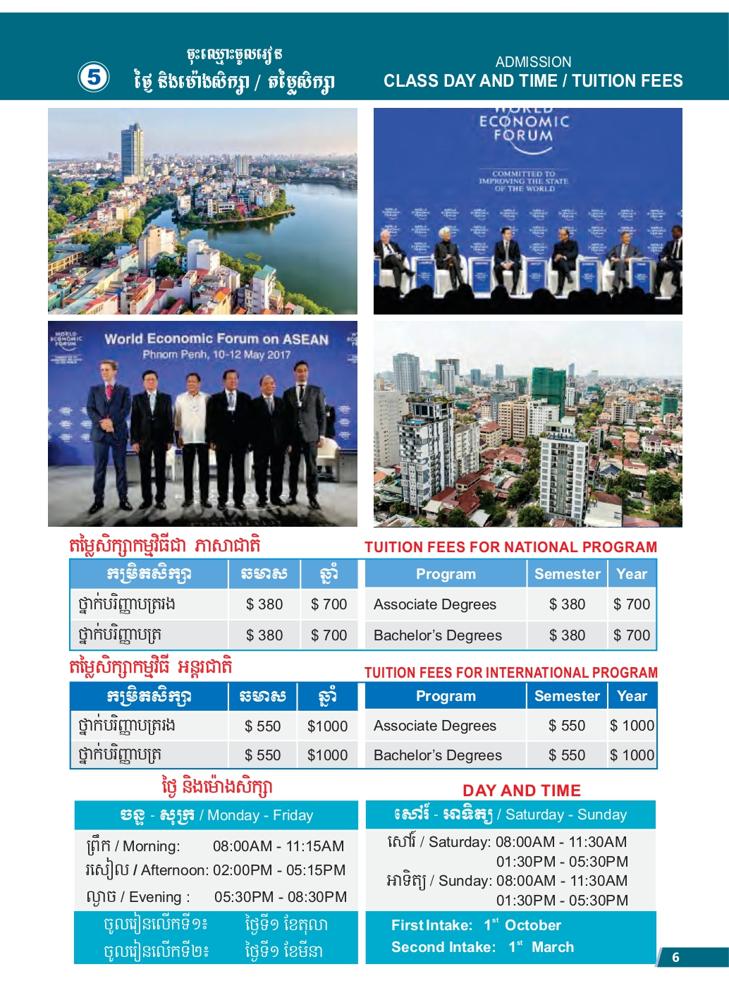 ចុះឈ្មោះចូលរៀន
5
ថ្ងៃ និងម៉ោងសិក្សា / តម្លៃសិក្សា
ADMISSION
CLASS DAY AND TIME / TUITION FEES
WORLD
ECONOMIC
FORUM
COMMITTED TO
IMPROVING THE STATE
OF THE WORLD
World Economic Forum on ASEAN
Phnom Penh, 10-12 May 2017
តម្លៃសិក្សាកម្មវិធីជា ភាសាជាតិ
កម្រិតសិក្សា ឆមាស ឆ្នាំ
ថ្នាក់បរិញ្ញាបត្ររង $ 380 $ 700
ថ្នាក់បរិញ្ញាបត្រ $ 380 $ 700
TUITION FEES FOR NATIONAL PROGRAM
Program Semester Year
Associate Degrees $ 380 $ 700
Bachelor's Degrees $ 380 $ 700
តម្លៃសិក្សាកម្មវិធី អន្តរជាតិ
កម្រិតសិក្សា ឆមាស ឆ្នាំ
ថ្នាក់បរិញ្ញាបត្ររង $ 550 $1000
ថ្នាក់បរិញ្ញាបត្រ $ 550 $1000
TUITION FEES FOR INTERNATIONAL PROGRAM
Program Semester Year
Associate Degrees $ 550 $ 1000
Bachelor's Degrees $ 550 $ 1000
ថ្ងៃ និងម៉ោងសិក្សា
ចន្ទ - សុក្រ / Monday - Friday
ព្រឹក / Morning: 08:00AM - 11:15AM
រសៀល / Afternoon: 02:00PM - 05:15PM
ល្ងាច / Evening : 05:30PM - 08:30PM
ចូលរៀនលើកទី១៖ ថ្ងៃទី១ ខែតុលា
ចូលរៀនលើកទី២៖ ថ្ងៃទី១ ខែមីនា
DAY AND TIME
សៅរ៍ - អាទិត្យ / Saturday - Sunday
សៅរ៍ / Saturday: 08:00AM - 11:30AM
01:30PM - 05:30PM
អាទិត្យ / Sunday: 08:00AM - 11:30AM
01:30PM - 05:30PM
First Intake: 1st October
Second Intake: 1st March
6